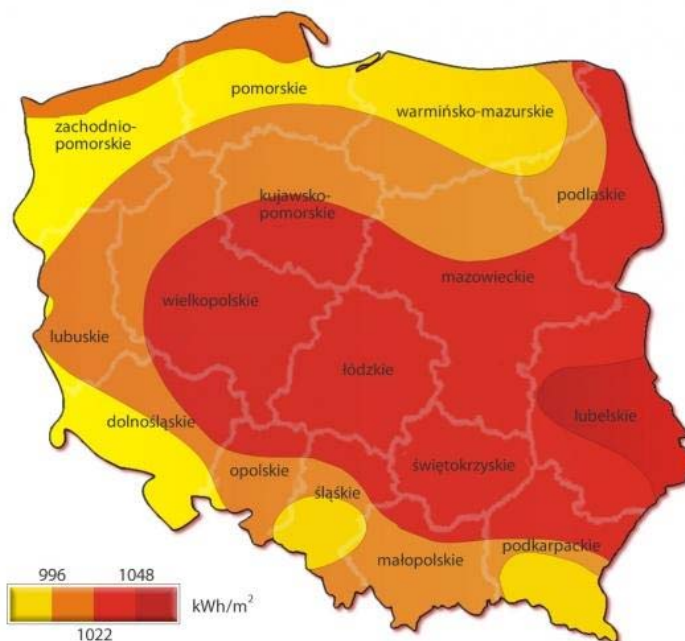 pomorskie
warmińsko-mazurskie
zachodnio-
pomorskie
podlaskie
kujawsko-
pomorskie
mazowieckie
wielkopolskie
lubuskie
łódzkie
lubelskie
dolnośląskie
opolskie
świętokrzyskie
śląśkie
podkarpackie
małopolskie
996 1048
kWh/m²
1022